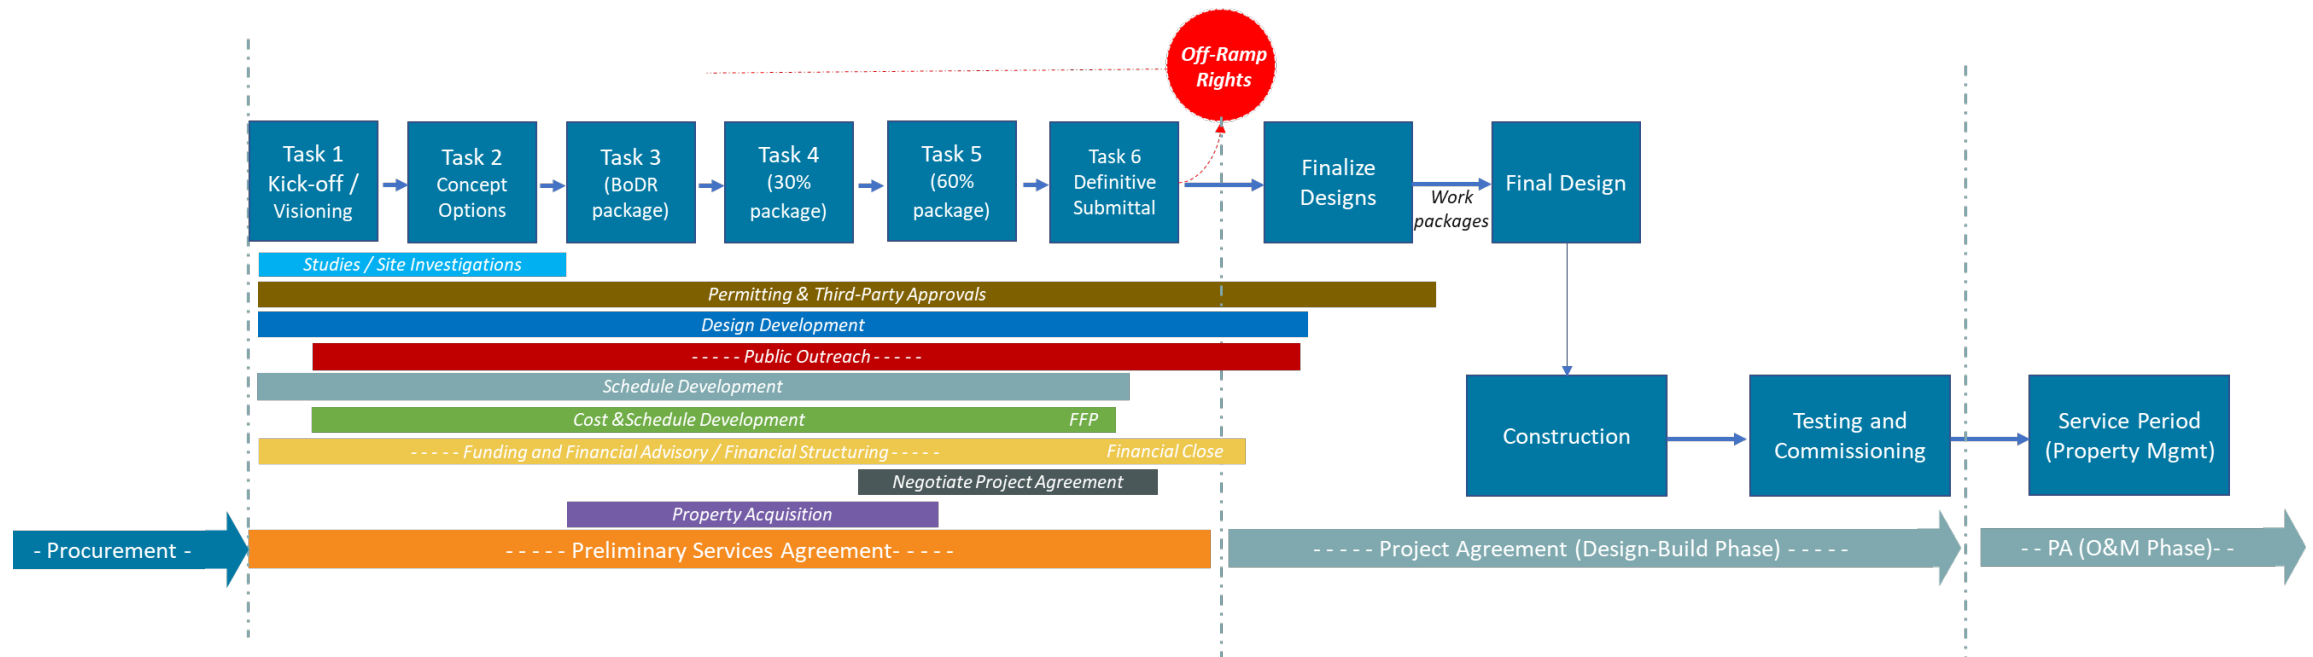 Off-Ramp
Rights
Task 1
Kick-off /
Visioning
Task 2
Concept
Options
Task 3
(BoDR
package)
Task 4
(30%
package)
Task 5
(60%
package)
Task 6
Definitive
Submittal
Finalize
Designs
Work
packages
Final Design
Studies / Site Investigations
Permitting & Third-Party Approvals
Design Development
- - - - - Public Outreach - - - - -
Schedule Development
Cost &Schedule Development FFP
- - - - - Funding and Financial Advisory / Financial Structuring - - - - - Financial Close
Negotiate Project Agreement
Property Acquisition
Construction
Testing and
Commissioning
Service Period
(Property Mgmt)
- Procurement -
- - - - - Preliminary Services Agreement- - - - -
- - - - - Project Agreement (Design-Build Phase) - - - - -
- - PA (O&M Phase)- -